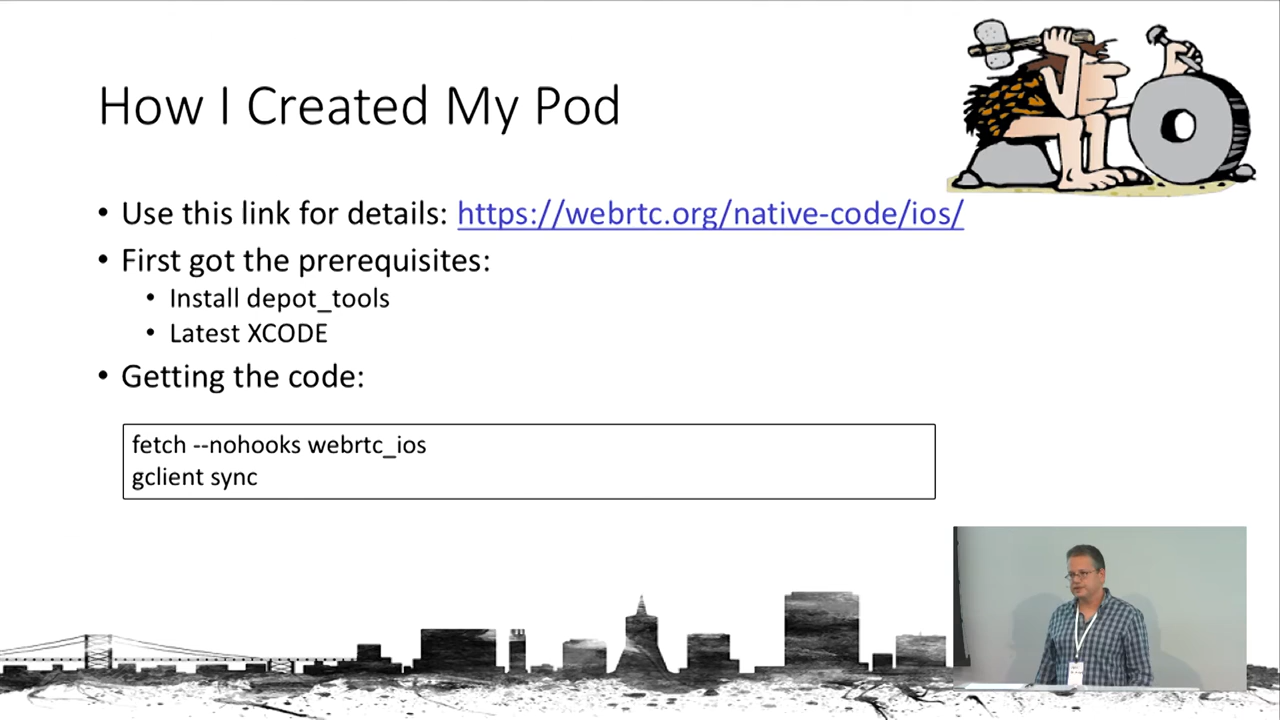 How I Created My Pod
• Use this link for details: https://webrtc.org/native-code/ios/
• First got the prerequisites:
• Install depot_tools
• Latest XCODE
• Getting the code:
fetch --nohooks webrtc_ios
gclient sync